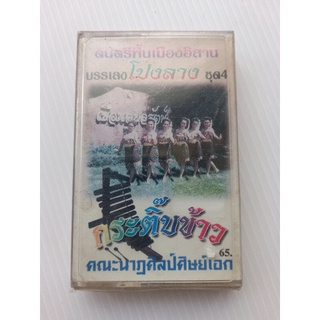 ดนตรีพื้นเมืองอีสาน
บรรเลงโปงลาง ชุด4
กระติ๊บข้าว
65.
คณะนาฏศิลป์ศิษย์เอก